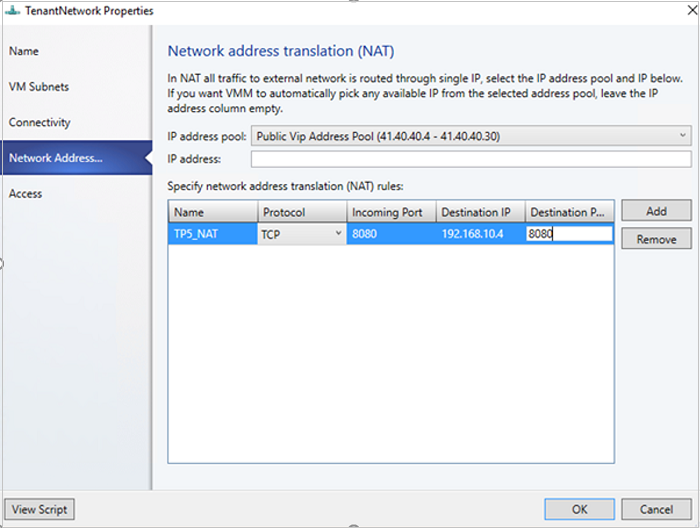 TenantNetwork Properties
Name
VM Subnets
Connectivity
Network Address...
Access
Network address translation (NAT)
In NAT all traffic to external network is routed through single IP, select the IP address pool and IP below.
If you want VMM to automatically pick any available IP from the selected address pool, leave the IP
address column empty.
IP address pool: Public Vip Address Pool (41.40.40.4 - 41.40.40.30)
IP address:
Specify network address translation (NAT) rules:
Name Protocol Incoming Port Destination IP Destination P...
TP5_NAT TCP 8080 192.168.10.4 8080
Add
Remove
View Script
OK
Cancel